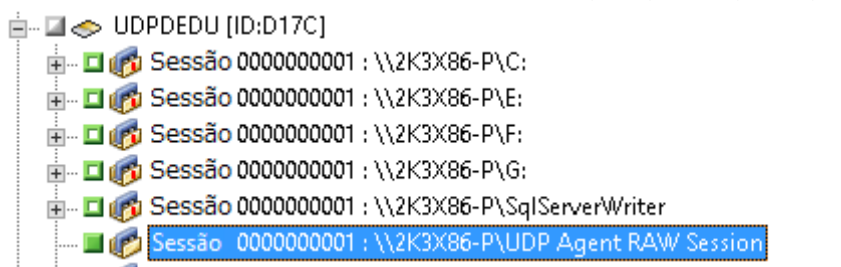 UDPDEDU [ID:D17C]
Sessão 0000000001 : \\2K3X86-P\C:
Sessão 0000000001 : \\2K3X86-P\E:
Sessão 0000000001 : \\2K3X86-P\F:
Sessão 0000000001 : \\2K3X86-P\G:
Sessão 0000000001 : \\2K3X86-P\SqlServerWriter
Sessão 0000000001 : \\2K3X86-P\UDP Agent RAW Session